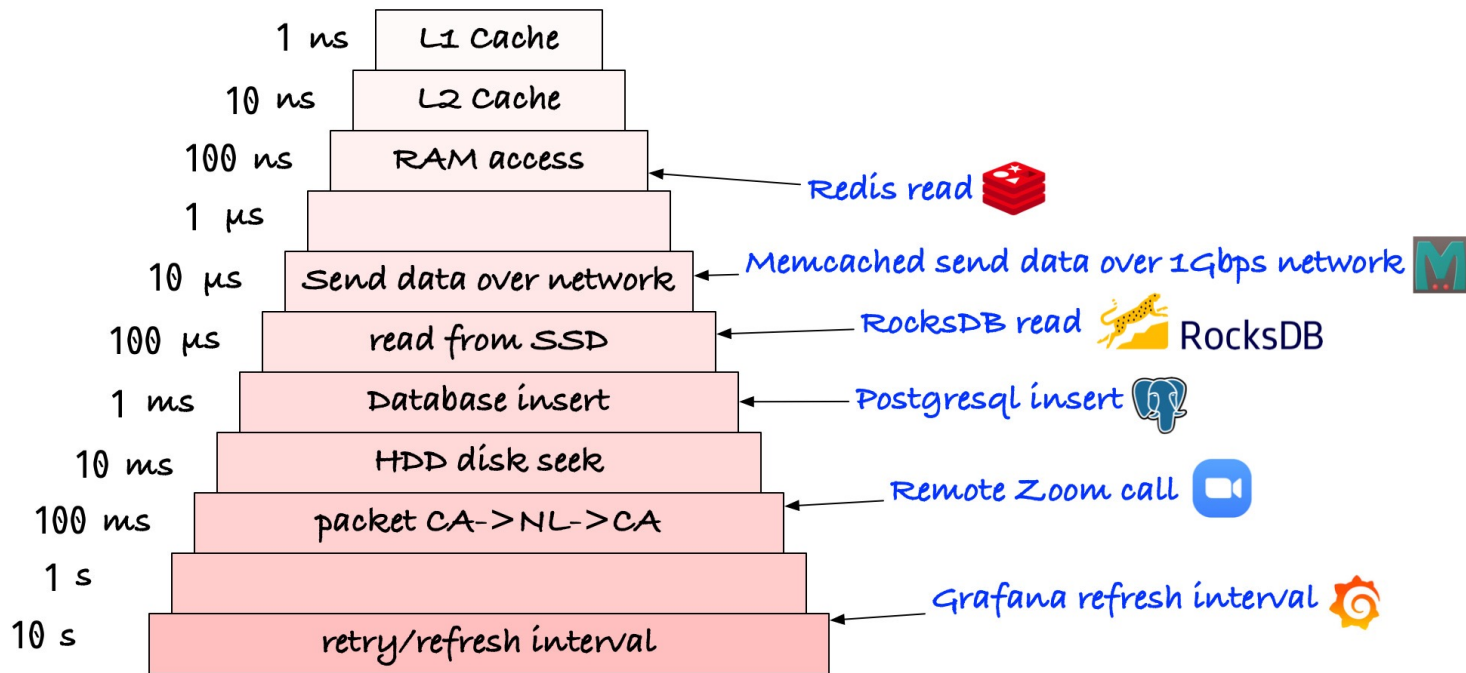 1 ns L1 Cache
10 ns L2 Cache
100 ns RAM access
Redis read
1 µs
10 µs Send data over network Memcached send data over 1Gbps network
100 µs read from SSD RocksDB read RocksDB
1 ms Database insert Postgresql insert
10 ms HDD disk seek
Remote Zoom call
100 ms packet CA->NL->CA
1 s
Grafana refresh interval
10 s retry/refresh interval